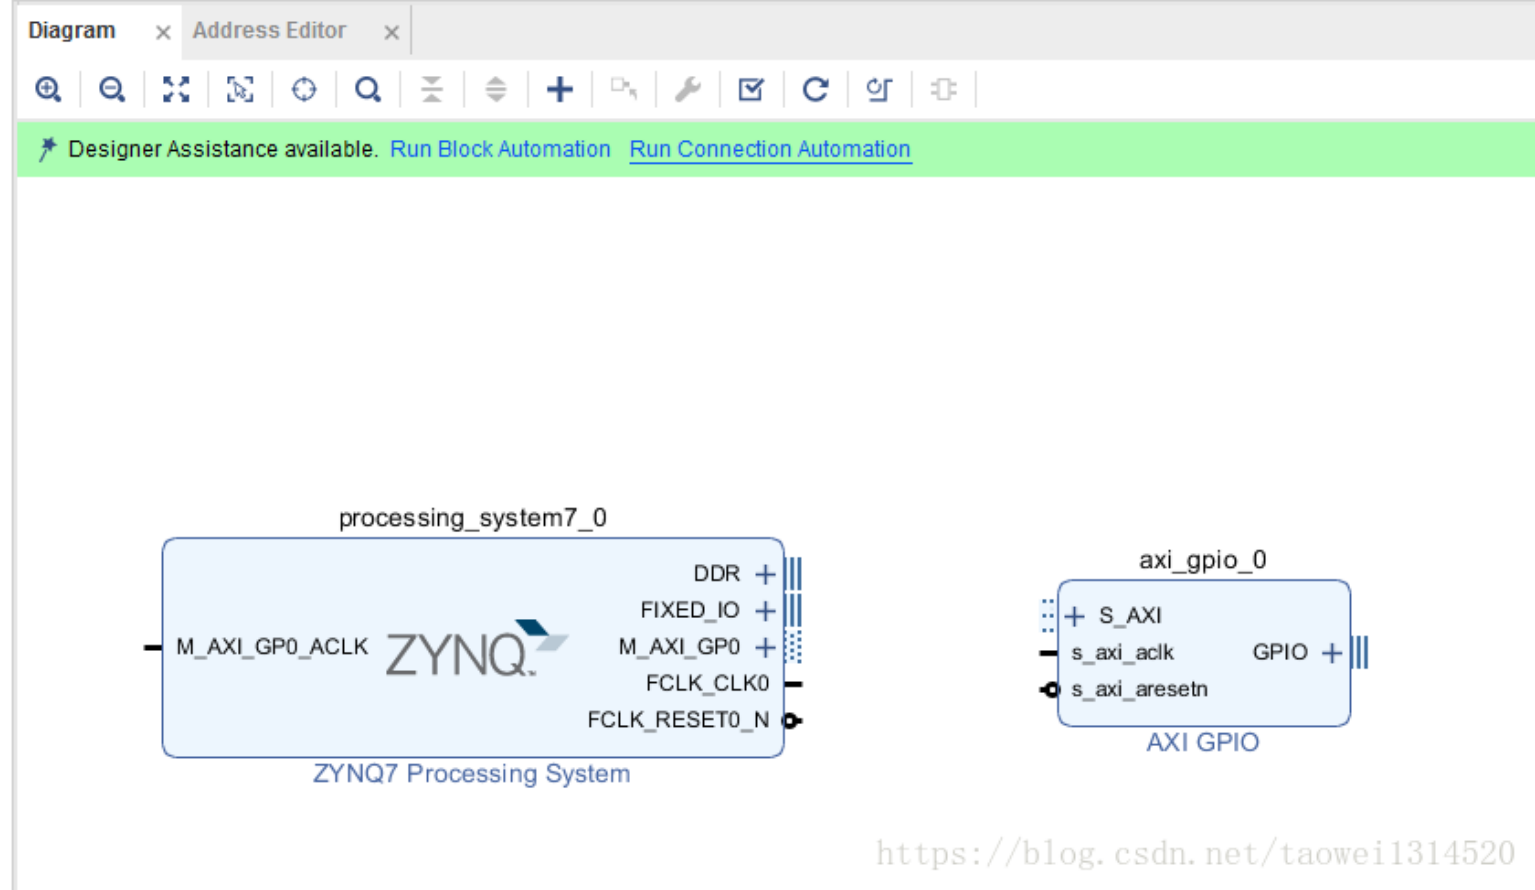 Diagram Address Editor
Designer Assistance available. Run Block Automation Run Connection Automation
processing_system7_0
DDR
FIXED_IO
M_AXI_GP0_ACLK ZYNQ M_AXI_GP0
FCLK_CLK0
FCLK_RESET0_N
ZYNQ7 Processing System
axi_gpio_0
S_AXI
s_axi_aclk GPIO
s_axi_aresetn
AXI GPIO
https://blog.csdn.net/taowei1314520